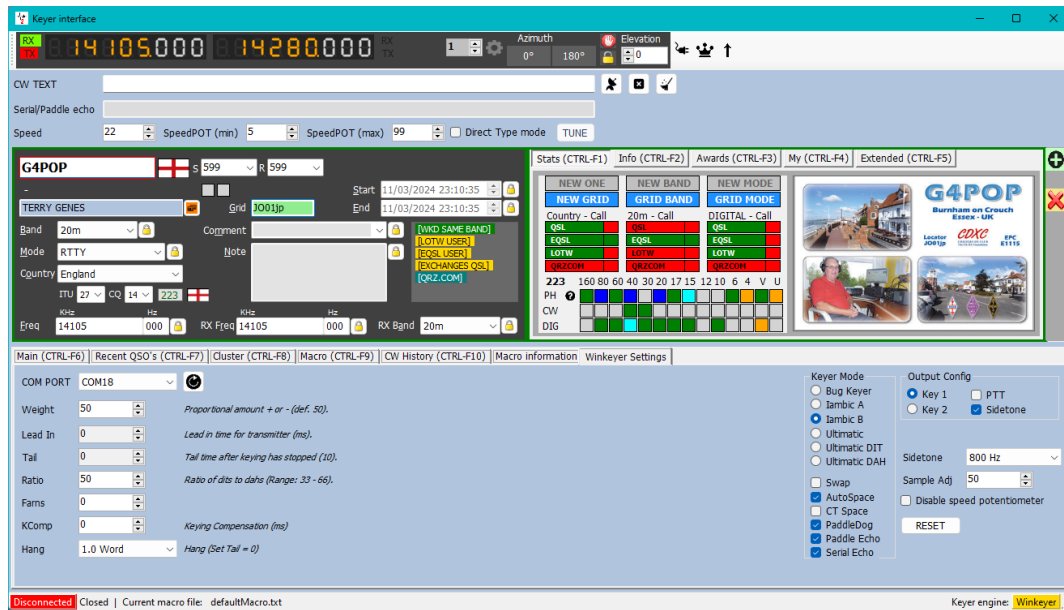 Keyer interface
RX 14105.000 14280.000 RX 1 Azimuth Elevation
TX TX 0° 180° 0
CW TEXT
Serial/Paddle echo
Speed 22 SpeedPOT (min) 5 SpeedPOT (max) 99 Direct Type mode TUNE
G4POP S 599 R 599
- Start 11/03/2024 23:10:35
TERRY GENES Grid JO01jp End 11/03/2024 23:10:35
Band 20m Comment [WKD SAME BAND]
Mode RTTY Note [LOTW USER]
[EQSL USER]
[EXCHANGES QSL]
[QRZ.COM]
Country England
ITU 27 CQ 14 223
KHz Hz KHz Hz
Freq 14105 000 RX Freq 14105 000 RX Band 20m
Stats (CTRL-F1) Info (CTRL-F2) Awards (CTRL-F3) My (CTRL-F4) Extended (CTRL-F5)
NEW ONE NEW BAND NEW MODE
NEW GRID GRID BAND GRID MODE
Country - Call 20m - Call DIGITAL - Call
QSL QSL QSL
EQSL EQSL EQSL
LOTW LOTW LOTW
QRZCOM QRZCOM QRZCOM
223 160 80 60 40 30 20 17 15 12 10 6 4 V U
PH
CW
DIG
G4POP
Burnham on Crouch
Essex - UK
Locator CDXC EPC
JO01jp E1115
Main (CTRL-F6) Recent QSO's (CTRL-F7) Cluster (CTRL-F8) Macro (CTRL-F9) CW History (CTRL-F10) Macro information Winkeyer Settings
COM PORT COM18
Weight 50 Proportional amount + or - (def. 50).
Lead In 0 Lead in time for transmitter (ms).
Tail 0 Tail time after keying has stopped (10).
Ratio 50 Ratio of dits to dahs (Range: 33 - 66).
Farns 0
KComp 0 Keying Compensation (ms)
Hang 1.0 Word Hang (Set Tail = 0)
Keyer Mode
Bug Keyer
Iambic A
Iambic B
Ultimatic
Ultimatic DIT
Ultimatic DAH
Swap
AutoSpace
CT Space
PaddleDog
Paddle Echo
Serial Echo
Output Config
Key 1 PTT
Key 2 Sidetone
Sidetone 800 Hz
Sample Adj 50
Disable speed potentiometer
RESET
Disconnected Closed | Current macro file: defaultMacro.txt Keyer engine: Winkeyer